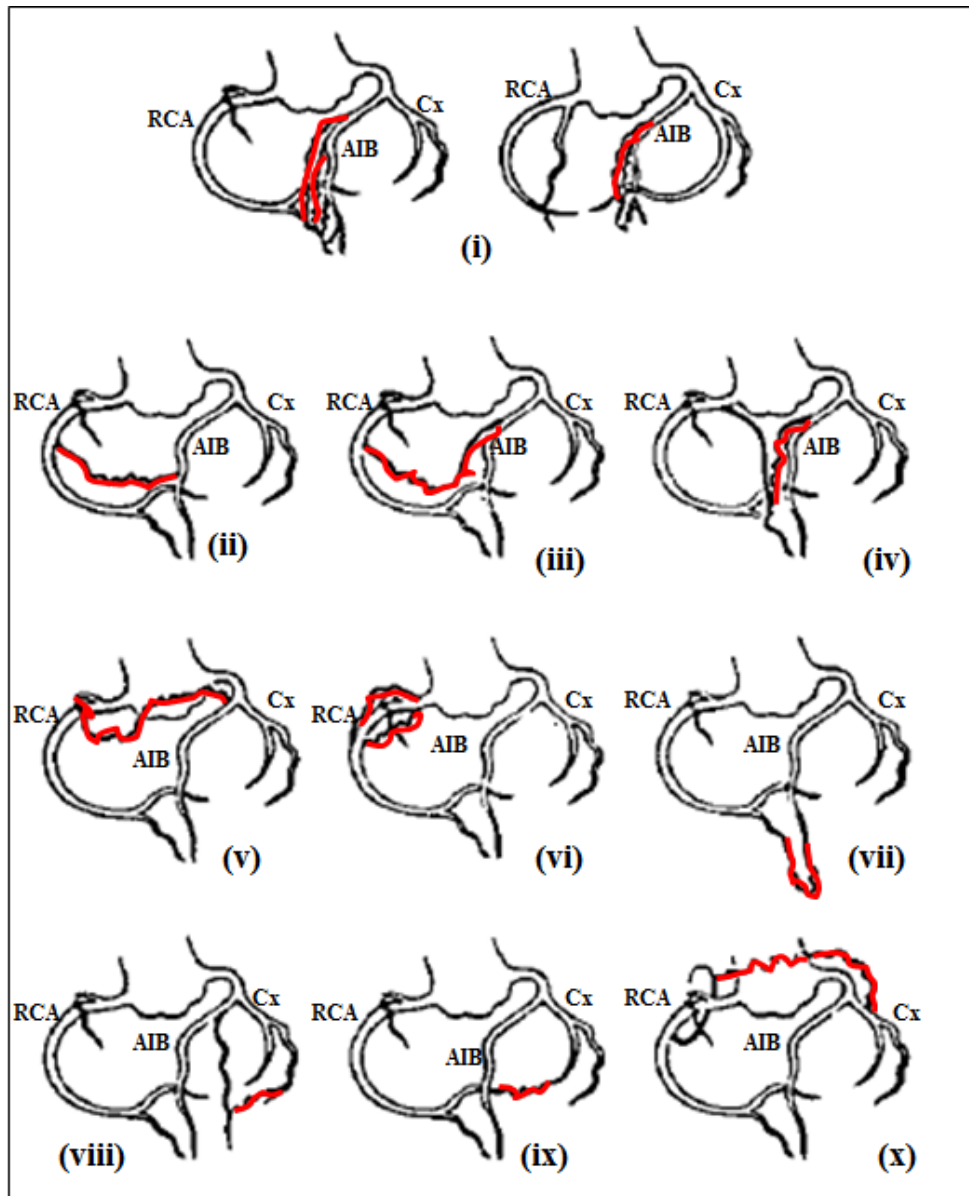 RCA Cx RCA Cx
AIB AIB
(i)
RCA Cx RCA Cx RCA Cx
AIB AIB AIB
(ii) (iii) (iv)
RCA Cx RCA Cx RCA Cx
AIB AIB AIB
(v) (vi) (vii)
RCA Cx RCA Cx RCA Cx
AIB AIB AIB
(viii) (ix) (x)